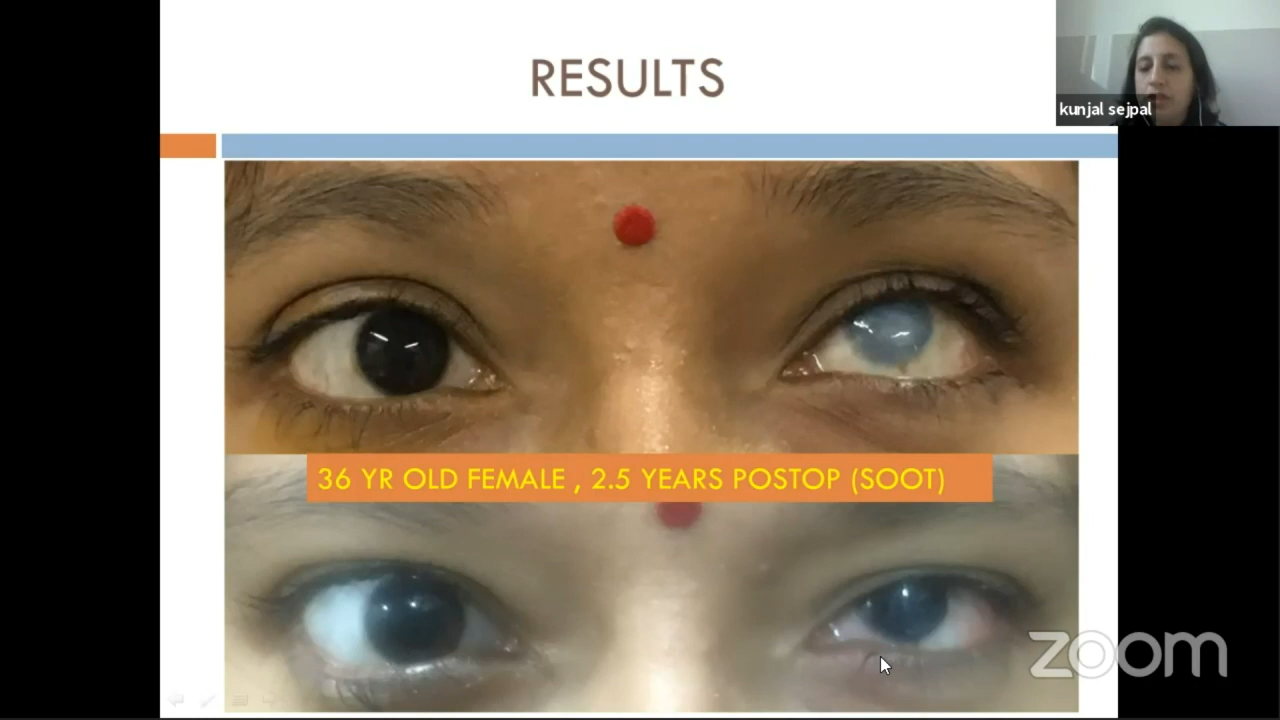 RESULTS
kunjal sejpal
36 YR OLD FEMALE , 2.5 YEARS POSTOP (SOOT)
zoom